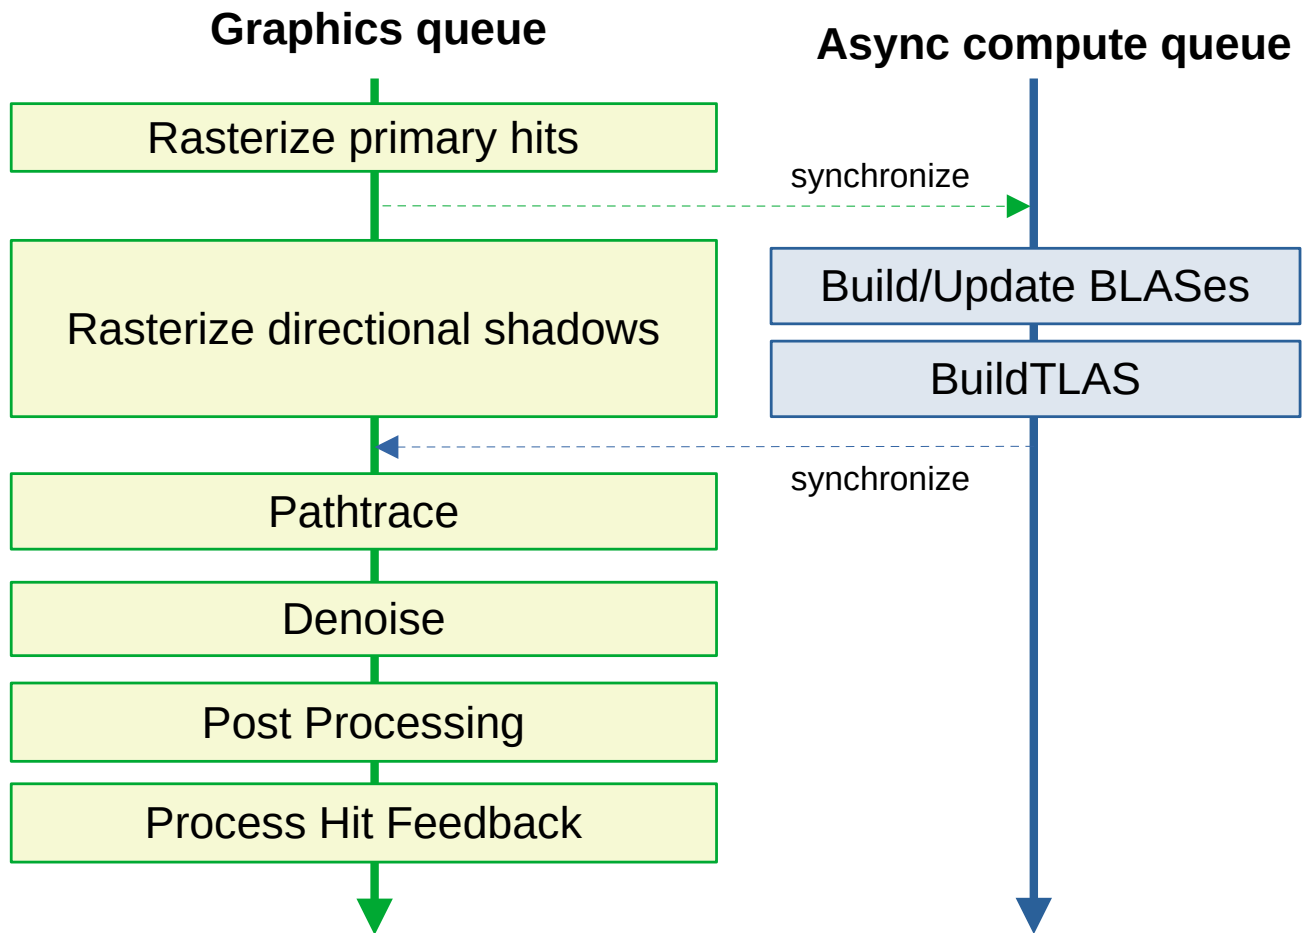 Graphics queue
Async compute queue
Rasterize primary hits
synchronize
Rasterize directional shadows
Build/Update BLASes
BuildTLAS
synchronize
Pathtrace
Denoise
Post Processing
Process Hit Feedback